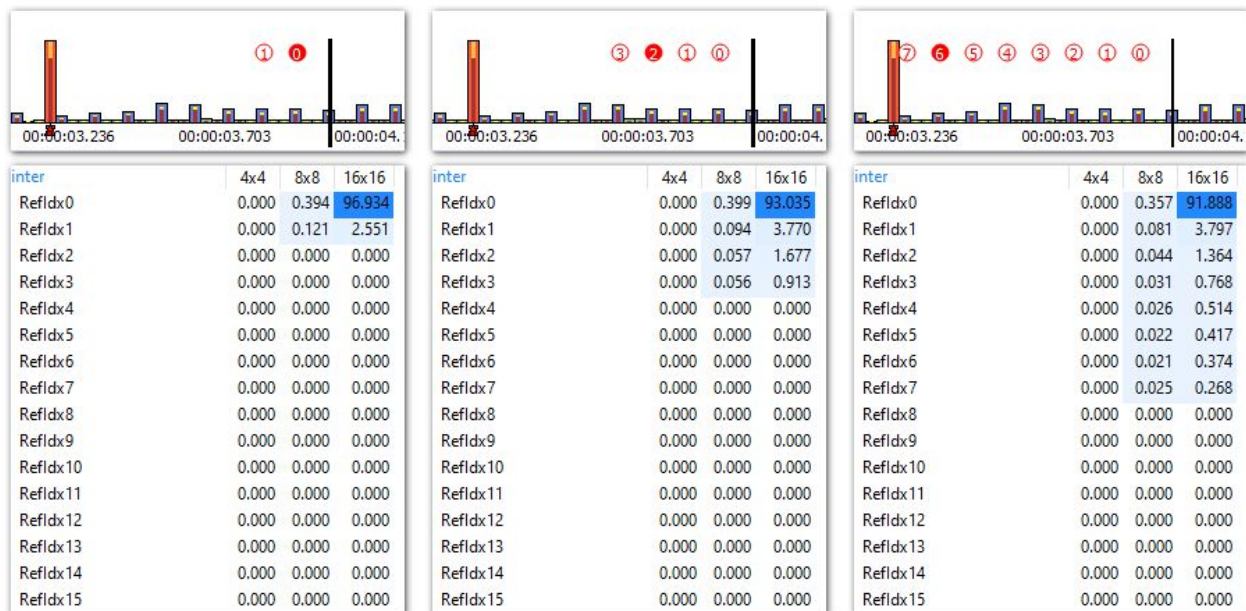 ① 0
00:00:03.236 00:00:03.703 00:00:04.
inter 4x4 8x8 16x16
RefIdx0 0.000 0.394 96.934
RefIdx1 0.000 0.121 2.551
RefIdx2 0.000 0.000 0.000
RefIdx3 0.000 0.000 0.000
RefIdx4 0.000 0.000 0.000
RefIdx5 0.000 0.000 0.000
RefIdx6 0.000 0.000 0.000
RefIdx7 0.000 0.000 0.000
RefIdx8 0.000 0.000 0.000
RefIdx9 0.000 0.000 0.000
RefIdx10 0.000 0.000 0.000
RefIdx11 0.000 0.000 0.000
RefIdx12 0.000 0.000 0.000
RefIdx13 0.000 0.000 0.000
RefIdx14 0.000 0.000 0.000
RefIdx15 0.000 0.000 0.000
③ 2 ① ⓪
00:00:03.236 00:00:03.703 00:00:04.
inter 4x4 8x8 16x16
RefIdx0 0.000 0.399 93.035
RefIdx1 0.000 0.094 3.770
RefIdx2 0.000 0.057 1.677
RefIdx3 0.000 0.056 0.913
RefIdx4 0.000 0.000 0.000
RefIdx5 0.000 0.000 0.000
RefIdx6 0.000 0.000 0.000
RefIdx7 0.000 0.000 0.000
RefIdx8 0.000 0.000 0.000
RefIdx9 0.000 0.000 0.000
RefIdx10 0.000 0.000 0.000
RefIdx11 0.000 0.000 0.000
RefIdx12 0.000 0.000 0.000
RefIdx13 0.000 0.000 0.000
RefIdx14 0.000 0.000 0.000
RefIdx15 0.000 0.000 0.000
⑦ 6 ⑤ ④ ③ ② ① ⓪
00:00:03.236 00:00:03.703 00:00:04.
inter 4x4 8x8 16x16
RefIdx0 0.000 0.357 91.888
RefIdx1 0.000 0.081 3.797
RefIdx2 0.000 0.044 1.364
RefIdx3 0.000 0.031 0.768
RefIdx4 0.000 0.026 0.514
RefIdx5 0.000 0.022 0.417
RefIdx6 0.000 0.021 0.374
RefIdx7 0.000 0.025 0.268
RefIdx8 0.000 0.000 0.000
RefIdx9 0.000 0.000 0.000
RefIdx10 0.000 0.000 0.000
RefIdx11 0.000 0.000 0.000
RefIdx12 0.000 0.000 0.000
RefIdx13 0.000 0.000 0.000
RefIdx14 0.000 0.000 0.000
RefIdx15 0.000 0.000 0.000